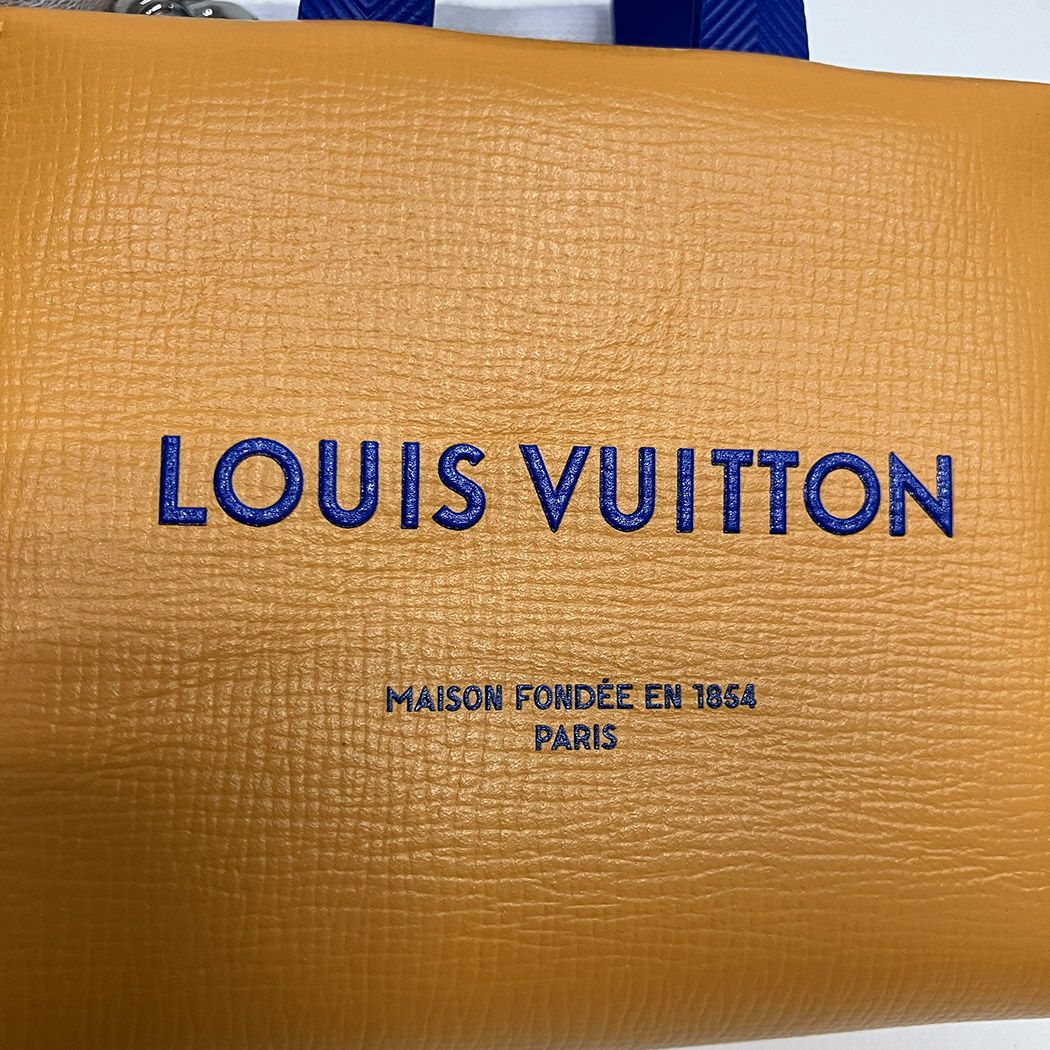 LOUIS VUITTON
MAISON FONDÉE EN 1854
PARIS